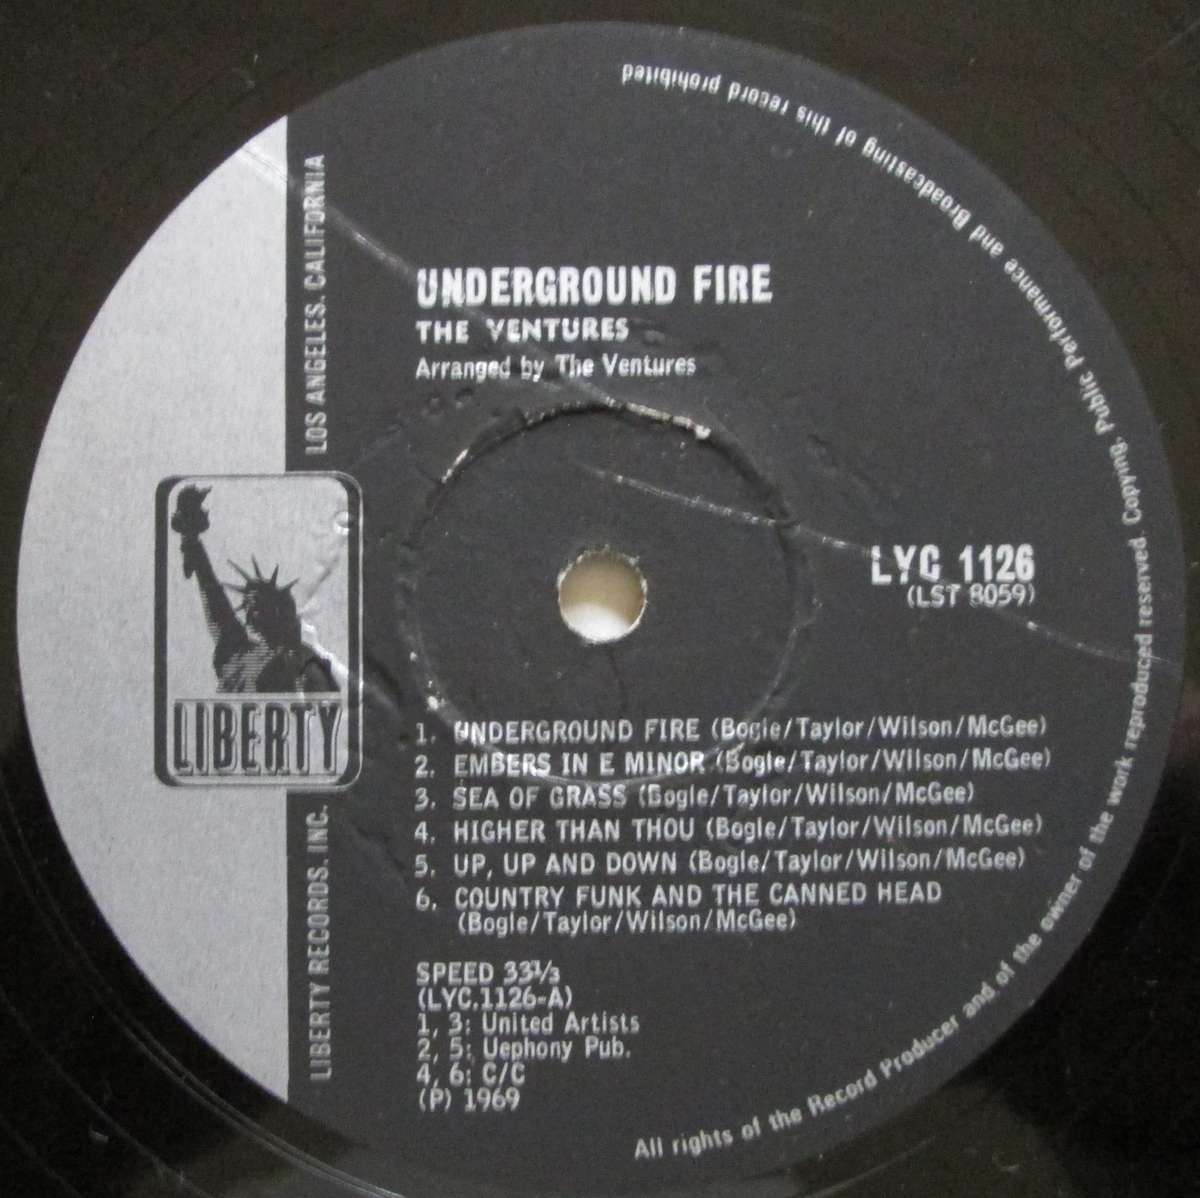 UNDERGROUND FIRE
THE VENTURES
Arranged by The Ventures
LYC 1126
(LST 8059)
LOS ANGELES. CALIFORNIA
LIBERTY
LIBERTY RECORDS. INC.
1. UNDERGROUND FIRE (Bogle/Taylor/Wilson/McGee)
2. EMBERS IN E MINOR (Bogle/Taylor/Wilson/McGee)
3. SEA OF GRASS (Bogle/Taylor/Wilson/McGee)
4. HIGHER THAN THOU (Bogle/Taylor/Wilson/McGee)
5. UP, UP AND DOWN (Bogle/Taylor/Wilson/McGee)
6. COUNTRY FUNK AND THE CANNED HEAD
(Bogle/Taylor/Wilson/McGee)
SPEED 33⅓
(LYC.1126-A)
1, 3: United Artists
2, 5: Uephony Pub.
4, 6: C/C
(P) 1969
All rights of the Record Producer and of the owner of the work reproduced reserved. Copying, Public Performance and Broadcasting of this record prohibited